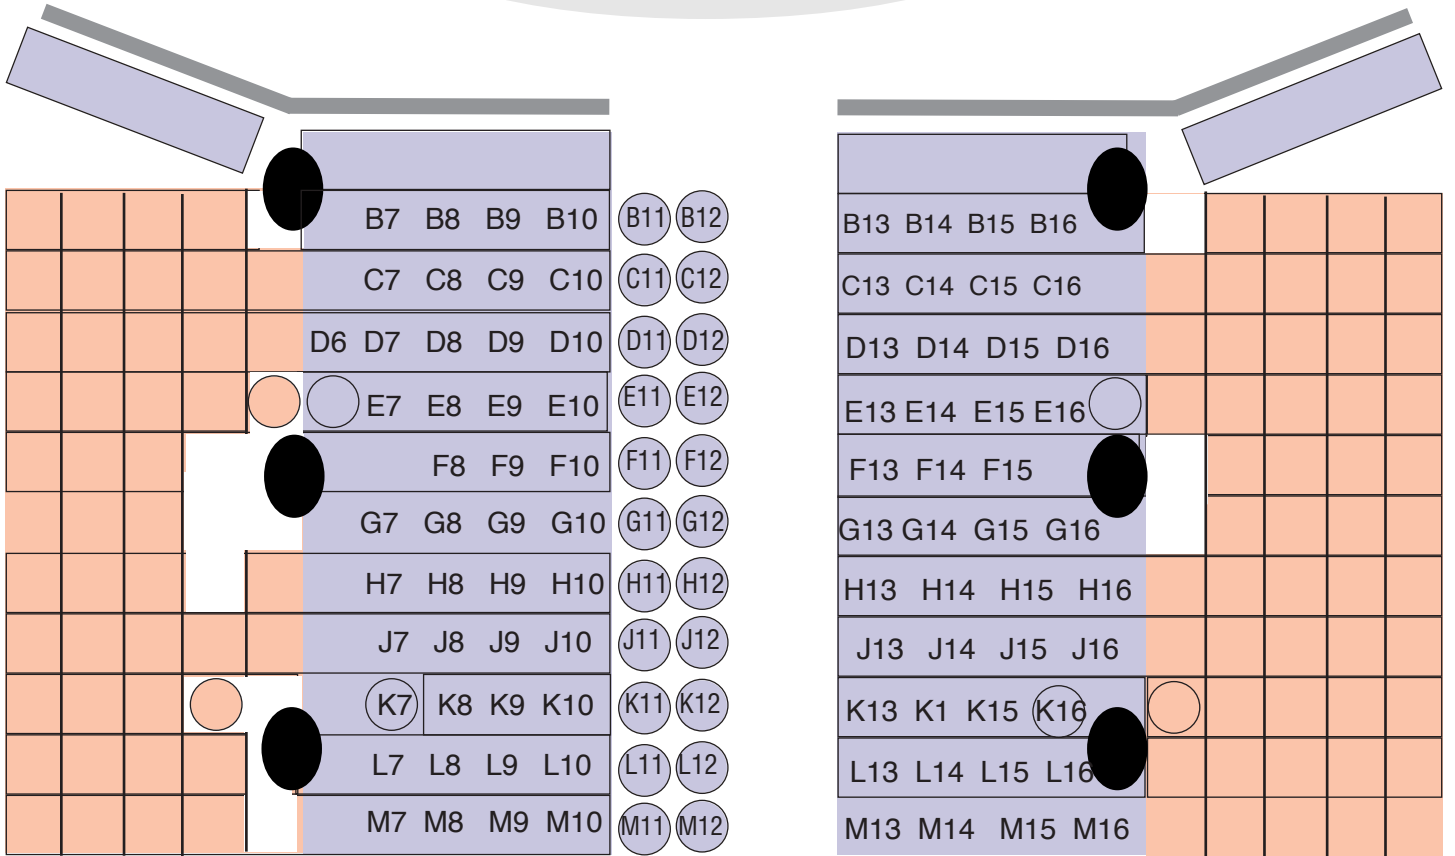 B7 B8 B9 B10 B11 B12 B13 B14 B15 B16
C7 C8 C9 C10 C11 C12 C13 C14 C15 C16
D6 D7 D8 D9 D10 D11 D12 D13 D14 D15 D16
E7 E8 E9 E10 E11 E12 E13 E14 E15 E16
F8 F9 F10 F11 F12 F13 F14 F15
G7 G8 G9 G10 G11 G12 G13 G14 G15 G16
H7 H8 H9 H10 H11 H12 H13 H14 H15 H16
J7 J8 J9 J10 J11 J12 J13 J14 J15 J16
K7 K8 K9 K10 K11 K12 K13 K1 K15 K16
L7 L8 L9 L10 L11 L12 L13 L14 L15 L16
M7 M8 M9 M10 M11 M12 M13 M14 M15 M16